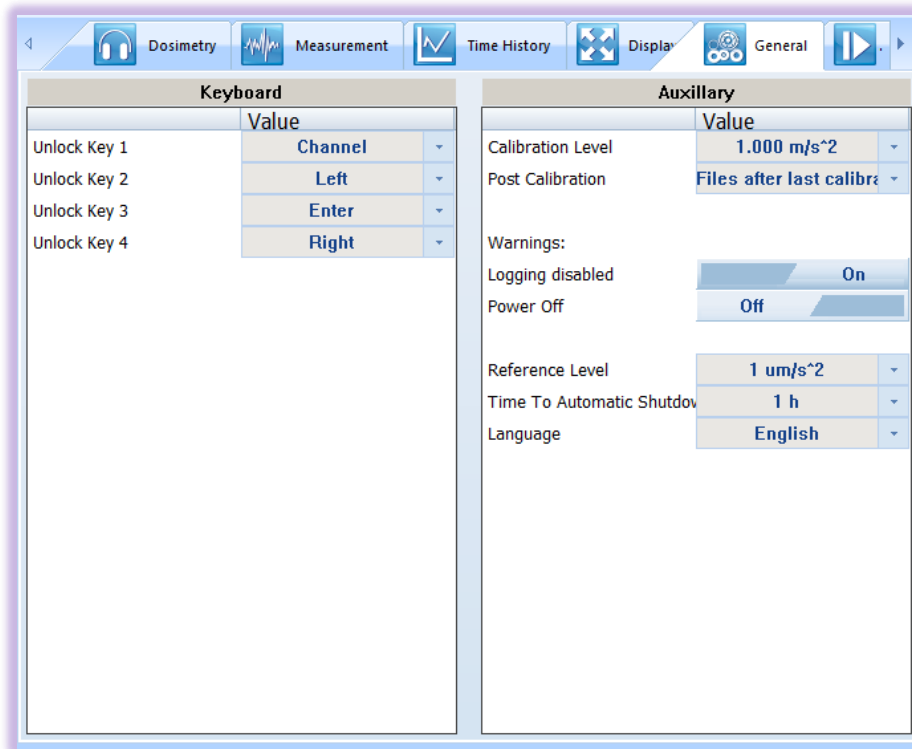 Dosimetry Measurement Time History Display General .
Keyboard
Value
Unlock Key 1 Channel
Unlock Key 2 Left
Unlock Key 3 Enter
Unlock Key 4 Right
Auxillary
Value
Calibration Level 1.000 m/s^2
Post Calibration Files after last calibra
Warnings:
Logging disabled On
Power Off Off
Reference Level 1 um/s^2
Time To Automatic Shutdov 1 h
Language English